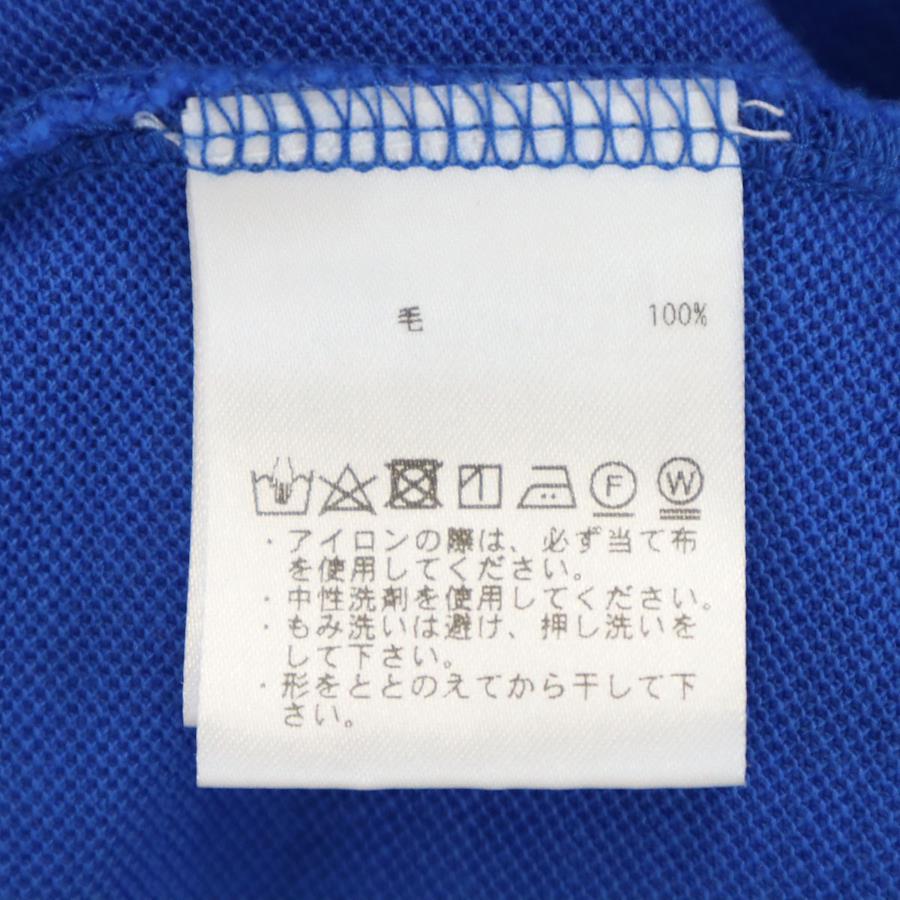 毛 100%
F W
・アイロンの際は、必ず当て布
を使用してください。
・中性洗剤を使用してください。
・もみ洗いは避け、押し洗いを
して下さい。
・形をととのえてから干して下
さい。